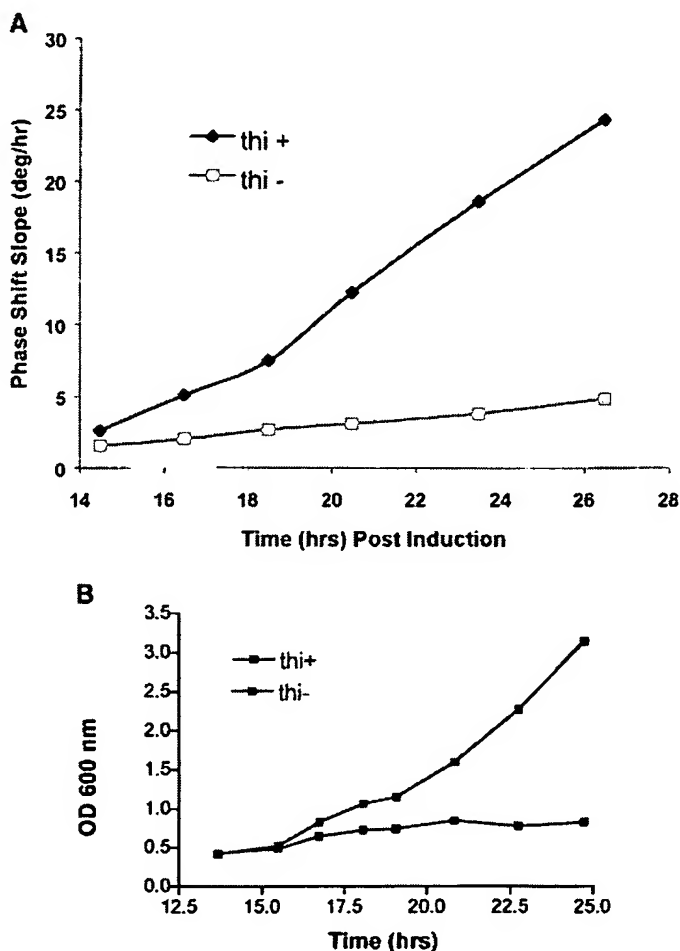 A
30
25
20
15
10
5
0
Phase Shift Slope (deg/hr)
thi +
thi -
14 16 18 20 22 24 26 28
Time (hrs) Post Induction
B
3.5
3.0
2.5
2.0
1.5
1.0
0.5
0.0
OD 600 nm
thi+
thi-
12.5 15.0 17.5 20.0 22.5 25.0
Time (hrs)